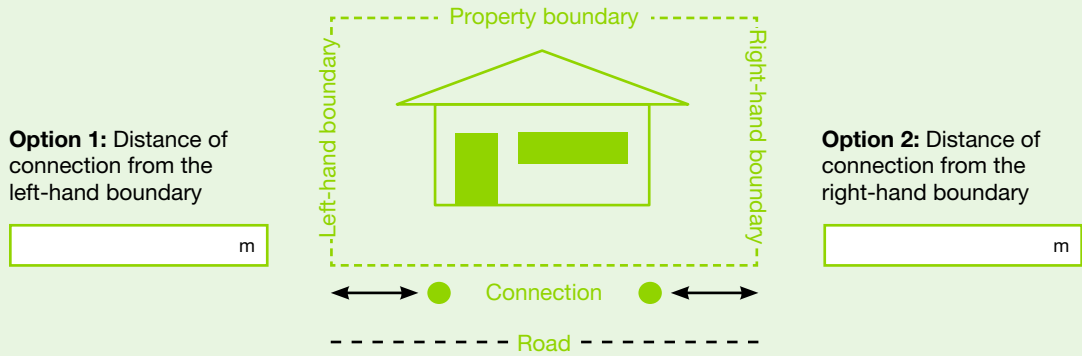 Property boundary
Left-hand boundary
Right-hand boundary
Option 1: Distance of
connection from the
left-hand boundary
m
Option 2: Distance of
connection from the
right-hand boundary
m
Connection
Road